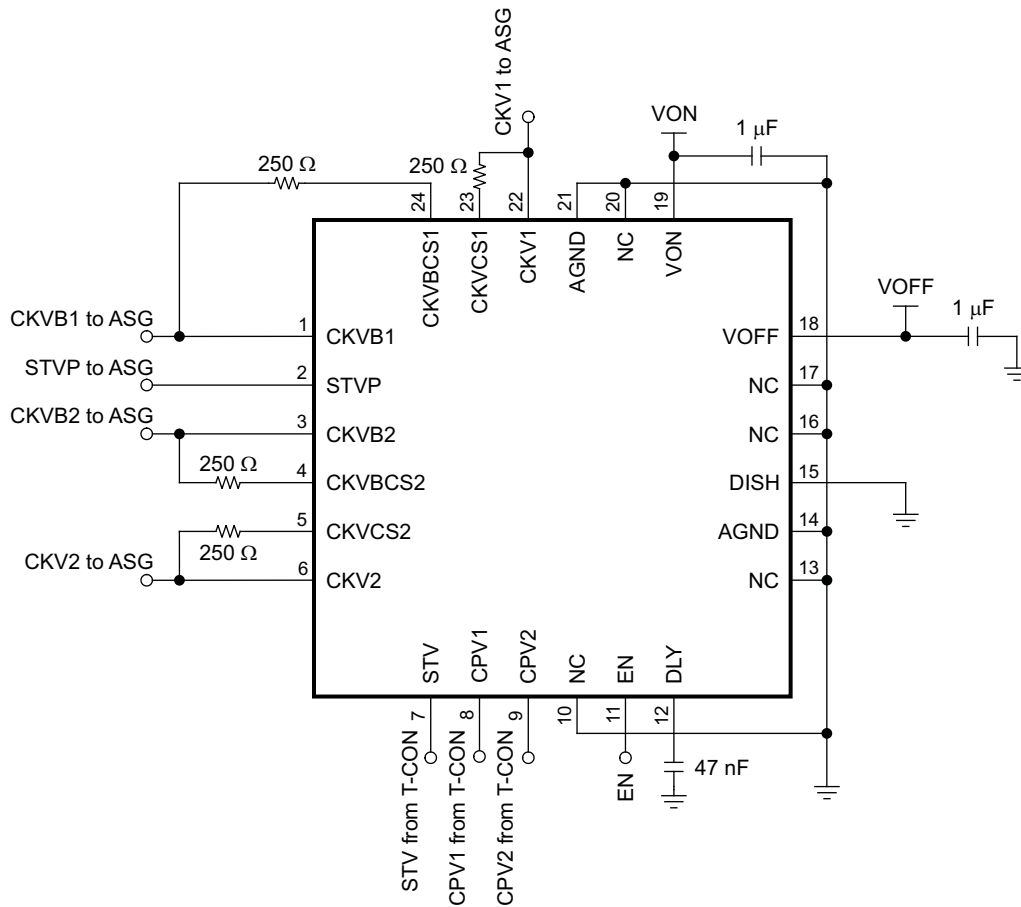 CKV1 to ASG
VON
1 μF
250 Ω
250 Ω
24
23
22
21
20
19
CKVBCS1
CKVCS1
CKV1
AGND
NC
VON
VOFF
1 μF
CKVB1 to ASG
1
CKVB1
VOFF
18
STVP to ASG
2
STVP
NC
17
CKVB2 to ASG
3
CKVB2
NC
16
250 Ω
4
CKVBCS2
DISH
15
5
CKVCS2
AGND
14
250 Ω
CKV2 to ASG
6
CKV2
NC
13
STV
CPV1
CPV2
NC
EN
DLY
7
8
9
10
11
12
STV from T-CON
CPV1 from T-CON
CPV2 from T-CON
EN
47 nF